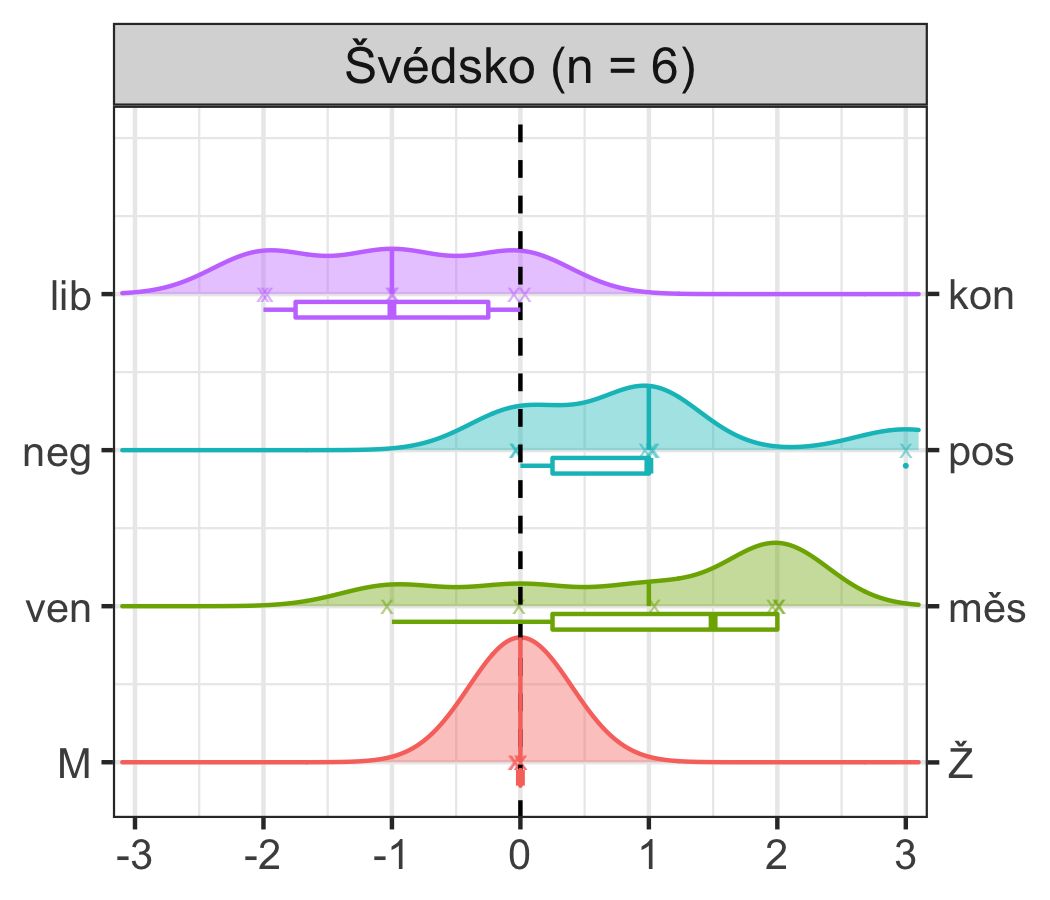 Švédsko (n = 6)
lib kon
neg pos
ven měs
M Ž
-3 -2 -1 0 1 2 3